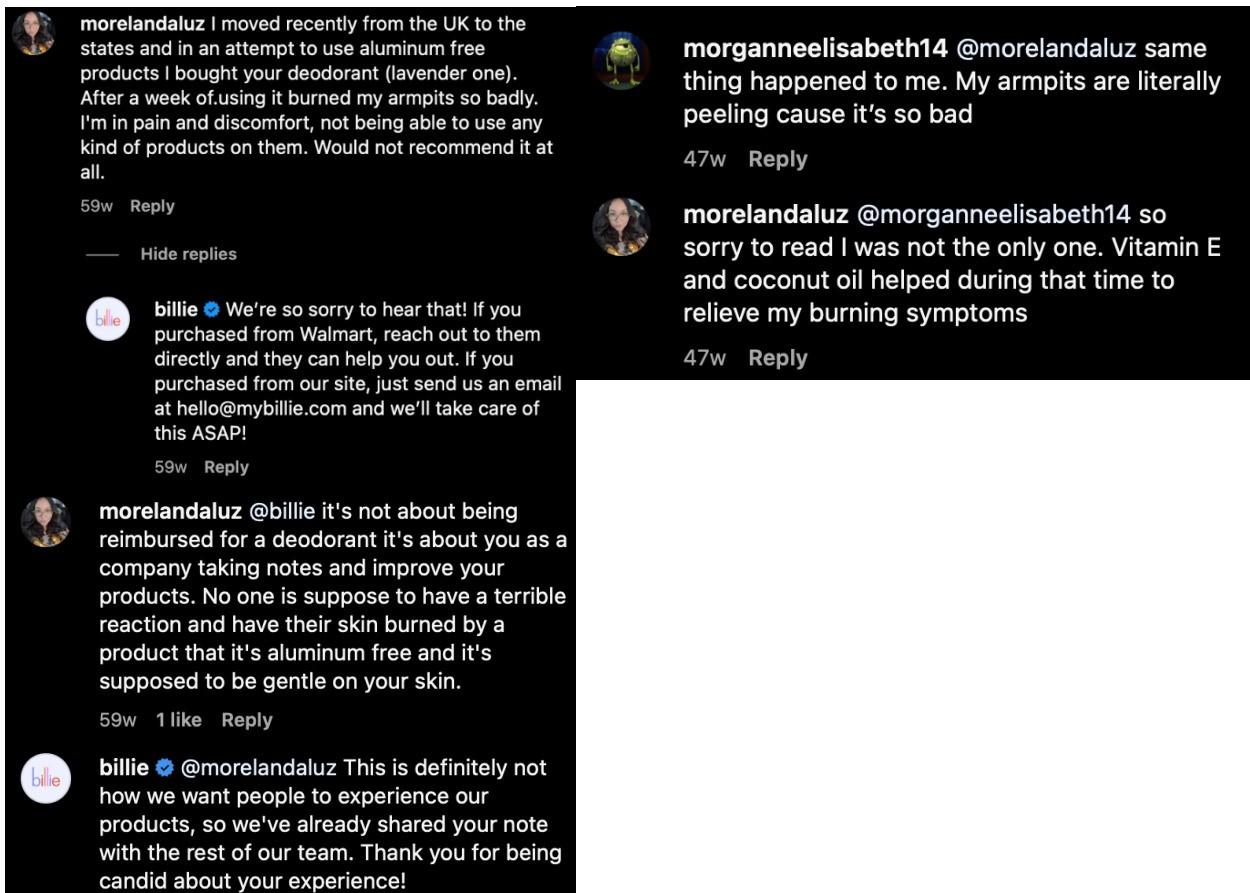 morelandaluz I moved recently from the UK to the
states and in an attempt to use aluminum free
products I bought your deodorant (lavender one).
After a week of.using it burned my armpits so badly.
I'm in pain and discomfort, not being able to use any
kind of products on them. Would not recommend it at
all.
59w Reply
Hide replies
billie
billie We're so sorry to hear that! If you
purchased from Walmart, reach out to them
directly and they can help you out. If you
purchased from our site, just send us an email
at hello@mybillie.com and we'll take care of
this ASAP!
59w Reply
morelandaluz @billie it's not about being
reimbursed for a deodorant it's about you as a
company taking notes and improve your
products. No one is suppose to have a terrible
reaction and have their skin burned by a
product that it's aluminum free and it's
supposed to be gentle on your skin.
59w 1 like Reply
billie
billie @morelandaluz This is definitely not
how we want people to experience our
products, so we've already shared your note
with the rest of our team. Thank you for being
candid about your experience!
morganneelisabeth14 @morelandaluz same
thing happened to me. My armpits are literally
peeling cause it's so bad
47w Reply
morelandaluz @morganneelisabeth14 so
sorry to read I was not the only one. Vitamin E
and coconut oil helped during that time to
relieve my burning symptoms
47w Reply